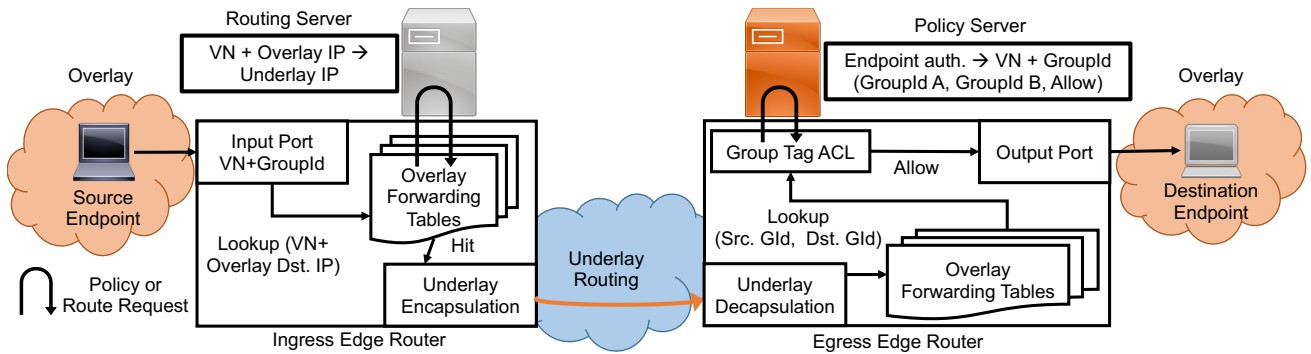 Routing Server
VN + Overlay IP →
Underlay IP
Policy Server
Endpoint auth. → VN + GroupId
(GroupId A, GroupId B, Allow)
Overlay
Source
Endpoint
Input Port
VN+GroupId
Overlay
Forwarding
Tables
Lookup (VN+
Overlay Dst. IP)
Hit
Underlay
Encapsulation
Ingress Edge Router
Policy or
Route Request
Underlay
Routing
Group Tag ACL
Allow
Output Port
Lookup
(Src. GId, Dst. GId)
Underlay
Decapsulation
Overlay
Forwarding Tables
Egress Edge Router
Overlay
Destination
Endpoint